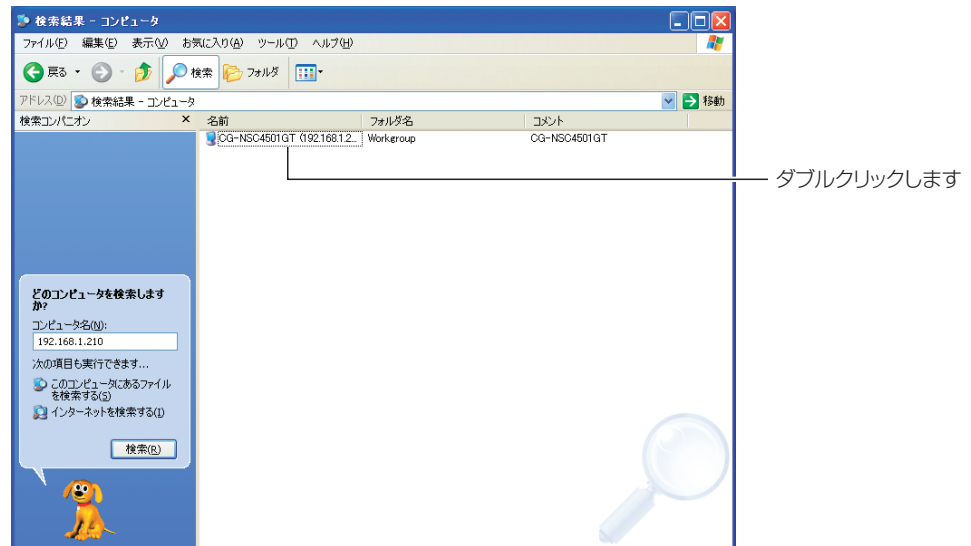 検索結果 - コンピュータ
ファイル(F) 編集(E) 表示(V) お気に入り(A) ツール(T) ヘルプ(H)
戻る 検索 フォルダ
アドレス(D) 検索結果 - コンピュータ 移動
検索コンパニオン × 名前 フォルダ名 コメント
CG-NSC4501GT (192.168.1.2... Workgroup CG-NSC4501GT
ダブルクリックします
どのコンピュータを検索します
か?
コンピュータ名(N):
192.168.1.210
次の項目も実行できます...
このコンピュータにあるファイル
を検索する(S)
インターネットを検索する(I)
検索(R)